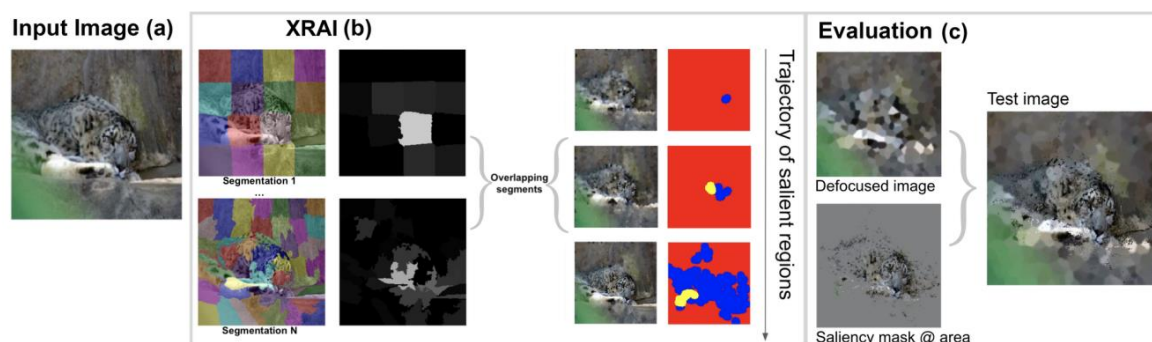 Input Image (a)
XRAI (b)
Segmentation 1
...
Segmentation N
Overlapping
segments
Trajectory of salient regions
Evaluation (c)
Defocused image
Saliency mask @ area
Test image